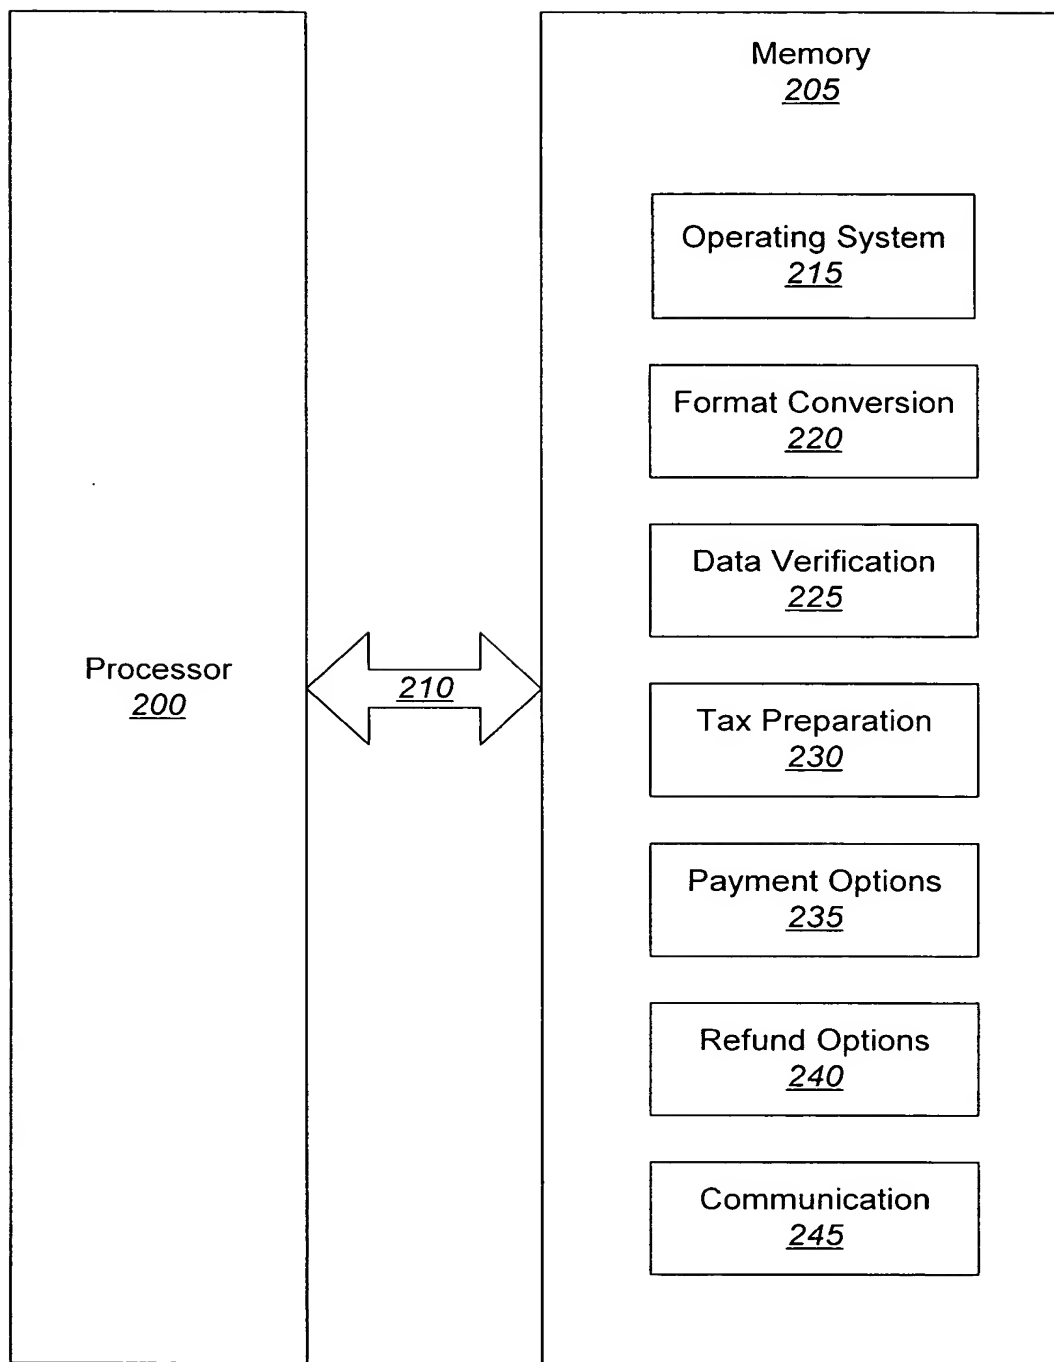 Memory
205
Operating System
215
Format Conversion
220
Data Verification
225
Processor
200
210
Tax Preparation
230
Payment Options
235
Refund Options
240
Communication
245